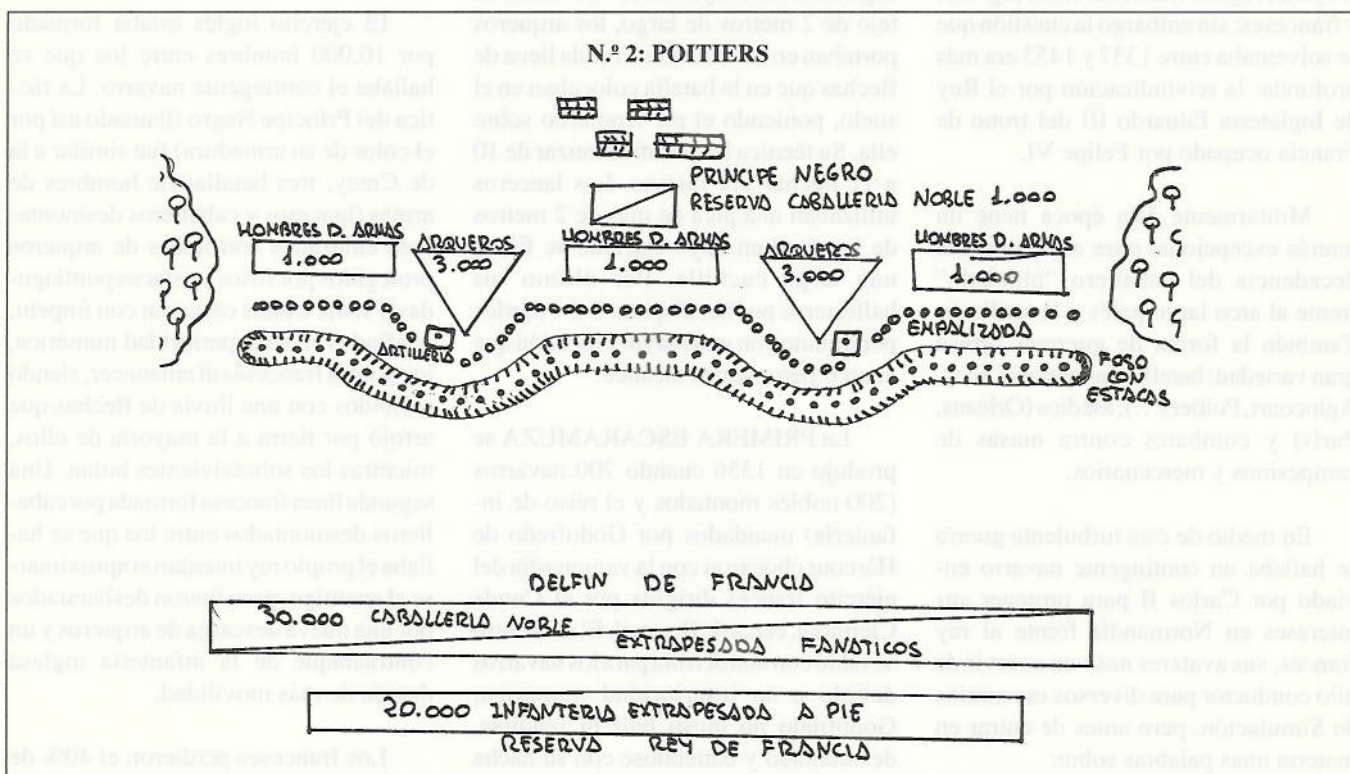 N.º 2: POITIERS
PRINCIPE NEGRO
RESERVA CABALLERIA NOBLE 1.000
HOMBRES D. ARMAS
1.000
ARQUEROS
3.000
HOMBRES D. ARMAS
ARQUEROS
3.000
HOMBRES D. ARMAS
1.000
EMPALIZADA
ARTILLERIA
FOSO
CON
ESTACAS
DELFIN DE FRANCIA
30.000 CABALLERIA NOBLE
EXTRAPESADA FANATICOS
20.000 INFANTERIA EXTRAPESADA A PIE
RESERVA REY DE FRANCIA